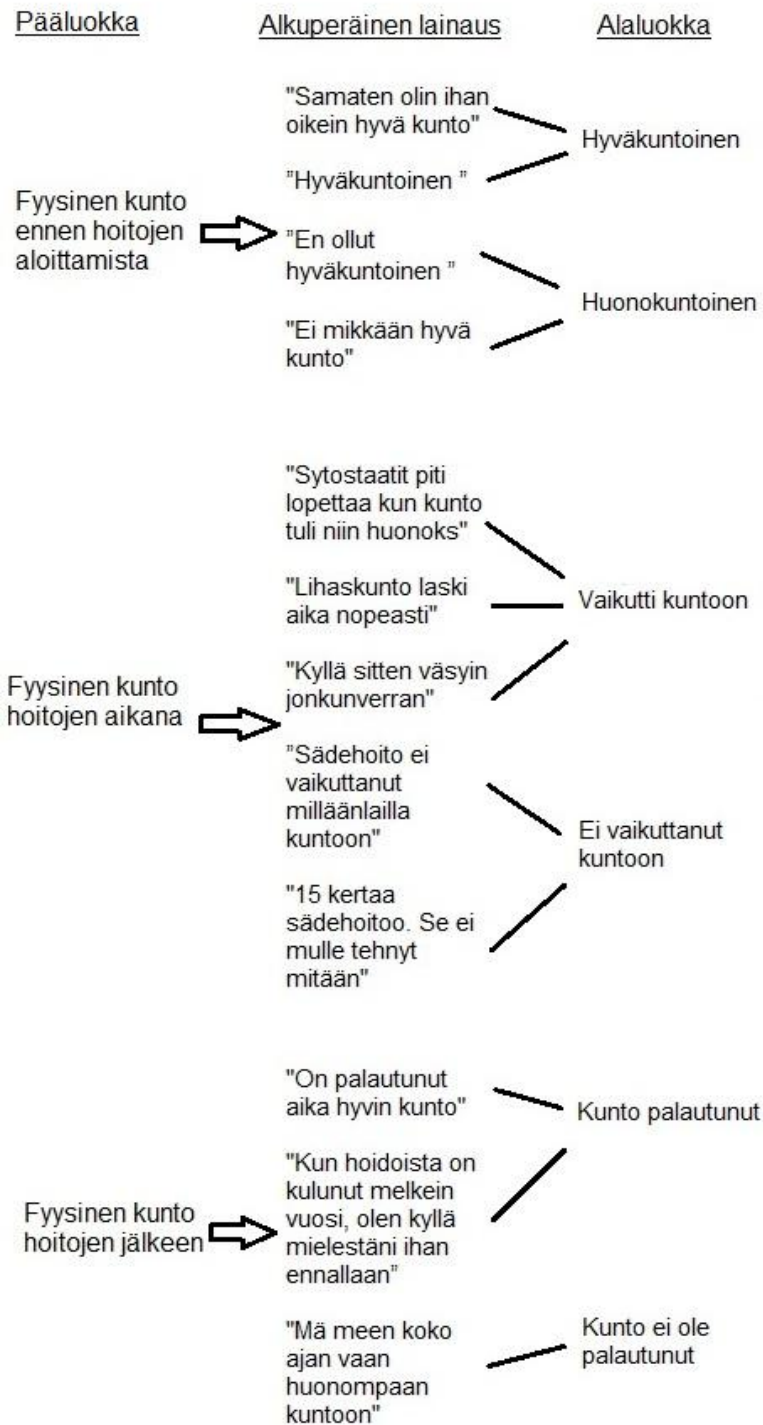 Pääluokka
Alkuperäinen lainaus
Alaluokka
Fyysinen kunto
ennen hoitojen
aloittamista
"Samaten olin ihan
oikein hyvä kunto"
"Hyväkuntoinen "
"En ollut
hyväkuntoinen "
"Ei mikkään hyvä
kunto"
Hyväkuntoinen
Huonokuntoinen
Fyysinen kunto
hoitojen aikana
"Sytostaatit piti
lopettaa kun kunto
tuli niin huonoks"
"Lihaskunto laski
aika nopeasti"
"Kyllä sitten väsyin
jonkunverran"
"Sädehoito ei
vaikuttanut
milläänlailla
kuntoon"
"15 kertaa
sädehoitoo. Se ei
mulle tehnyt
mitään"
Vaikutti kuntoon
Ei vaikuttanut
kuntoon
Fyysinen kunto
hoitojen jälkeen
"On palautunut
aika hyvin kunto"
"Kun hoidoista on
kulunut melkein
vuosi, olen kyllä
mielestäni ihan
ennallaan"
"Mä meen koko
ajan vaan
huonompaan
kuntoon"
Kunto palautunut
Kunto ei ole
palautunut